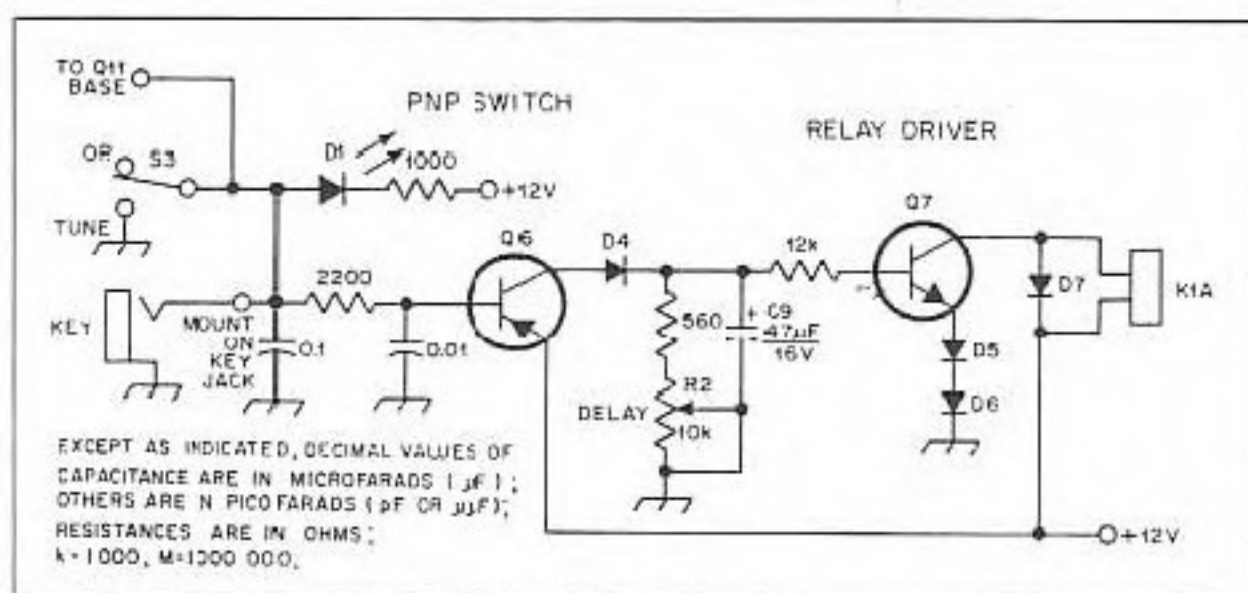 TO Q11
BASE
PNP SWITCH
RELAY DRIVER
OP
S3
D1
1000
+12V
TUNE
Q7
Q6
D4
12k
2200
D7
K1A
KEY
MOUNT
ON
KEY
JACK
0.1
0.01
560
+ C9
47µF
16V
D5
R2
DELAY
10k
D6
EXCEPT AS INDICATED, DECIMAL VALUES OF
CAPACITANCE ARE IN MICROFARADS (µF);
OTHERS ARE N PICOFARADS (pF OR µµF);
RESISTANCES ARE IN OHMS;
k=1000, M=1000 000.
+12V